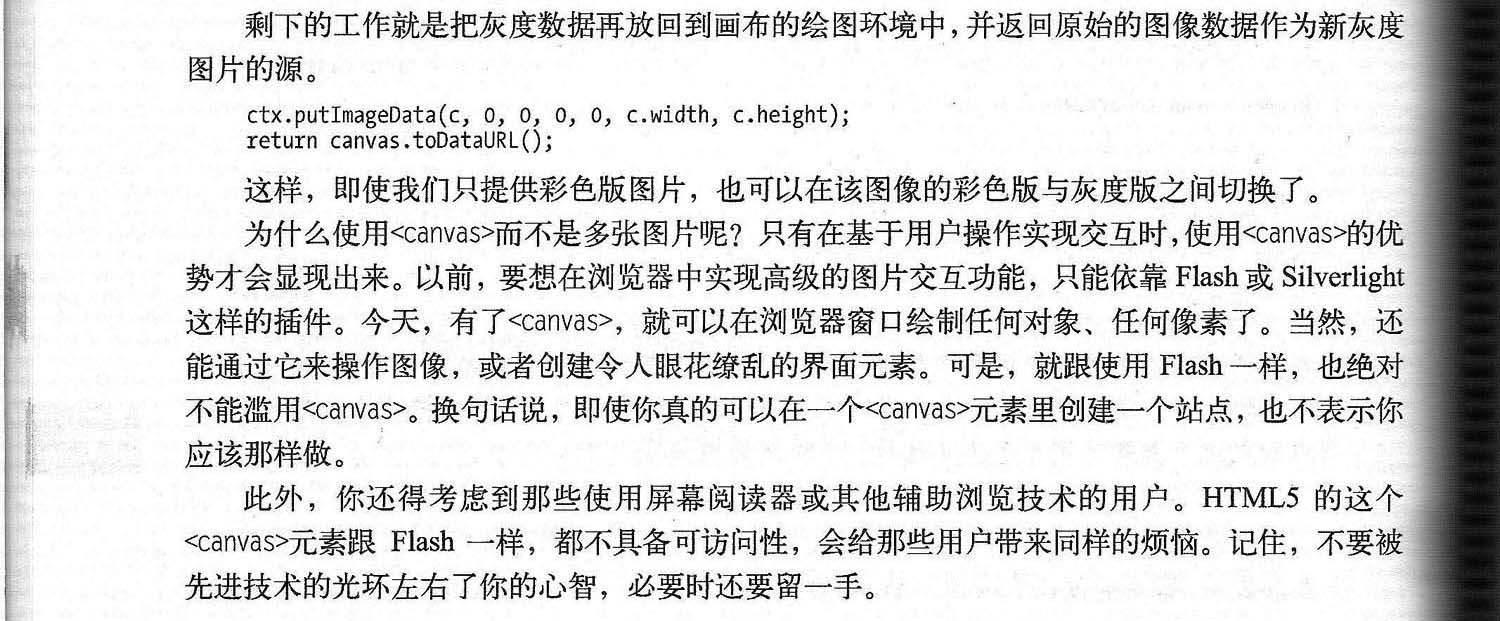 剩下的工作就是把灰度数据再放回到画布的绘图环境中,并返回原始的图像数据作为新灰度
图片的源。
ctx.putImageData(c, 0, 0, 0, 0, c.width, c.height);
return canvas.toDataURL();
这样，即使我们只提供彩色版图片，也可以在该图像的彩色版与灰度版之间切换了。
为什么使用<canvas>而不是多张图片呢？只有在基于用户操作实现交互时,使用<canvas>的优
势才会显现出来。以前，要想在浏览器中实现高级的图片交互功能，只能依靠 Flash 或 Silverlight
这样的插件。今天，有了<canvas>，就可以在浏览器窗口绘制任何对象、任何像素了。当然，还
能通过它来操作图像，或者创建令人眼花缭乱的界面元素。可是，就跟使用 Flash 一样，也绝对
不能滥用<canvas>。换句话说，即使你真的可以在一个<canvas>元素里创建一个站点，也不表示你
应该那样做。
此外，你还得考虑到那些使用屏幕阅读器或其他辅助浏览技术的用户。HTML5 的这个
<canvas>元素跟 Flash 一样，都不具备可访问性，会给那些用户带来同样的烦恼。记住，不要被
先进技术的光环左右了你的心智，必要时还要留一手。